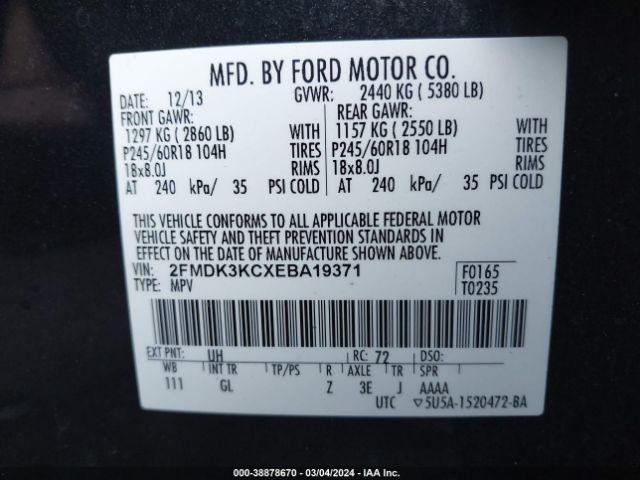 MFD. BY FORD MOTOR CO.
DATE: 12/13 GVWR: 2440 KG ( 5380 LB)
FRONT GAWR: REAR GAWR:
1297 KG ( 2860 LB) WITH 1157 KG ( 2550 LB) WITH
P245/60R18 104H TIRES P245/60R18 104H TIRES
18x8.0J RIMS 18x8.0J RIMS
AT 240 kPa/ 35 PSI COLD AT 240 kPa/ 35 PSI COLD
THIS VEHICLE CONFORMS TO ALL APPLICABLE FEDERAL MOTOR
VEHICLE SAFETY AND THEFT PREVENTION STANDARDS IN
EFFECT ON THE DATE OF MANUFACTURE SHOWN ABOVE.
VIN: 2FMDK3KCXEBA19371 F0165
TYPE: MPV T0235
EXT PNT: UH RC: 72 DSO:
WB INT TR TP/PS R AXLE TR SPR
111 GL Z 3E J AAAA
UTC ▽5U5A-1520472-BA
000-38878670 - 03/04/2024 - IAA Inc.